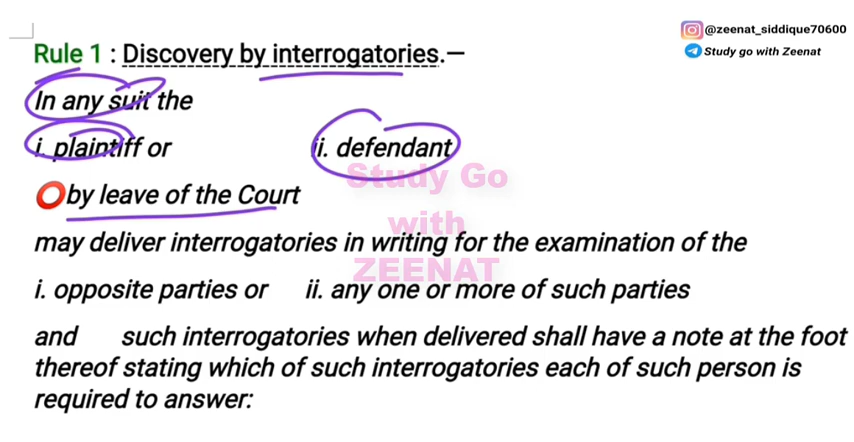 @zeenat_siddique70600
Study go with Zeenat
Rule 1 : Discovery by interrogatories.—
In any suit the
i. plaintiff or ii. defendant
by leave of the Court
Study Go
with
ZEENAT
may deliver interrogatories in writing for the examination of the
i. opposite parties or ii. any one or more of such parties
and such interrogatories when delivered shall have a note at the foot
thereof stating which of such interrogatories each of such person is
required to answer: